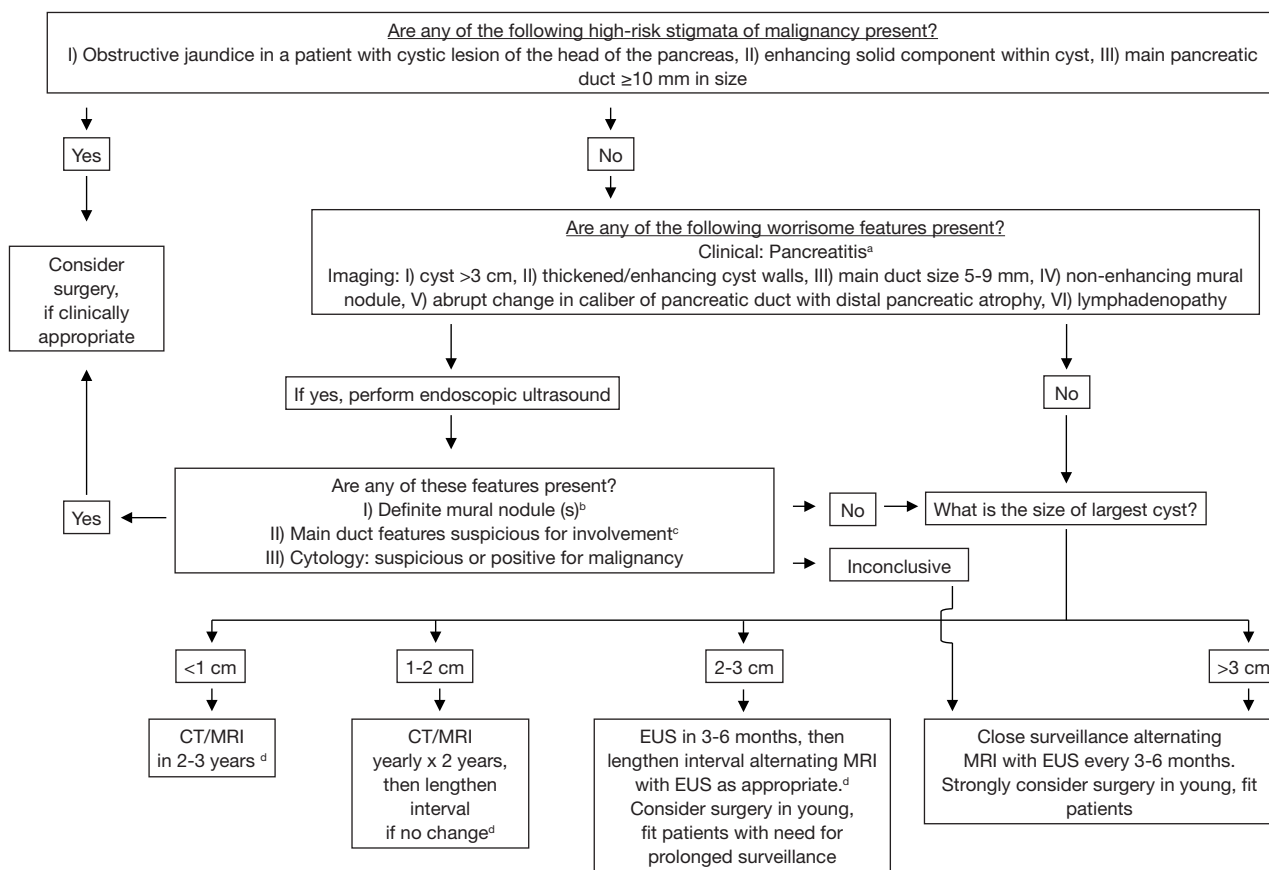 Are any of the following high-risk stigmata of malignancy present?
I) Obstructive jaundice in a patient with cystic lesion of the head of the pancreas, II) enhancing solid component within cyst, III) main pancreatic
duct ≥10 mm in size
Yes
No
Are any of the following worrisome features present?
Clinical: Pancreatitisᵃ
Imaging: I) cyst >3 cm, II) thickened/enhancing cyst walls, III) main duct size 5-9 mm, IV) non-enhancing mural
nodule, V) abrupt change in caliber of pancreatic duct with distal pancreatic atrophy, VI) lymphadenopathy
Consider
surgery,
if clinically
appropriate
If yes, perform endoscopic ultrasound
No
Are any of these features present?
I) Definite mural nodule (s)ᵇ
II) Main duct features suspicious for involvementᶜ
III) Cytology: suspicious or positive for malignancy
Yes
No
What is the size of largest cyst?
Inconclusive
<1 cm
1-2 cm
2-3 cm
>3 cm
CT/MRI
in 2-3 years ᵈ
CT/MRI
yearly x 2 years,
then lengthen
interval
if no changeᵈ
EUS in 3-6 months, then
lengthen interval alternating MRI
with EUS as appropriate.ᵈ
Consider surgery in young,
fit patients with need for
prolonged surveillance
Close surveillance alternating
MRI with EUS every 3-6 months.
Strongly consider surgery in young, fit
patients